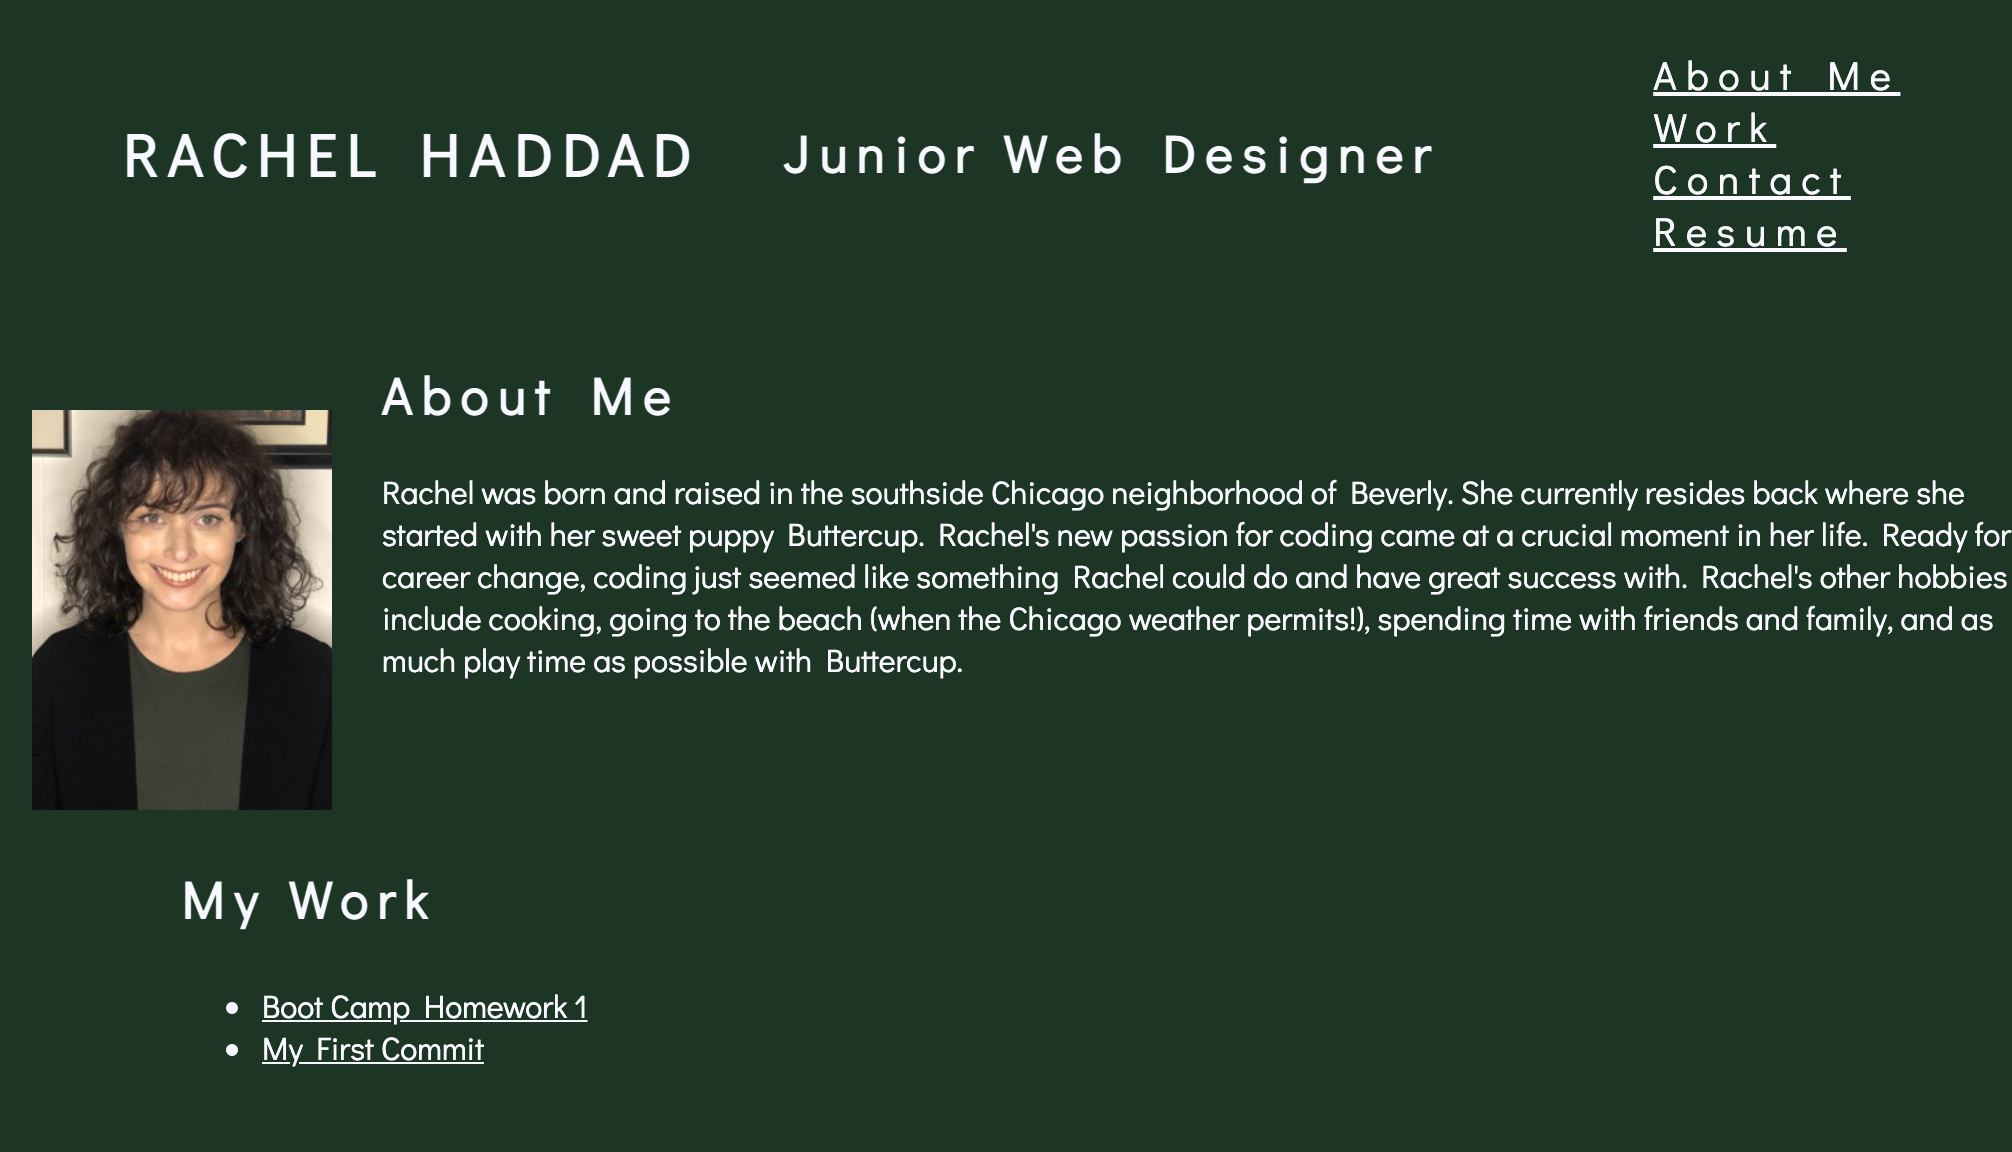 RACHEL HADDAD
Junior Web Designer
About Me
Work
Contact
Resume
About Me
Rachel was born and raised in the southside Chicago neighborhood of Beverly. She currently resides back where she
started with her sweet puppy Buttercup. Rachel's new passion for coding came at a crucial moment in her life. Ready for
career change, coding just seemed like something Rachel could do and have great success with. Rachel's other hobbies
include cooking, going to the beach (when the Chicago weather permits!), spending time with friends and family, and as
much play time as possible with Buttercup.
My Work
Boot Camp Homework 1
My First Commit